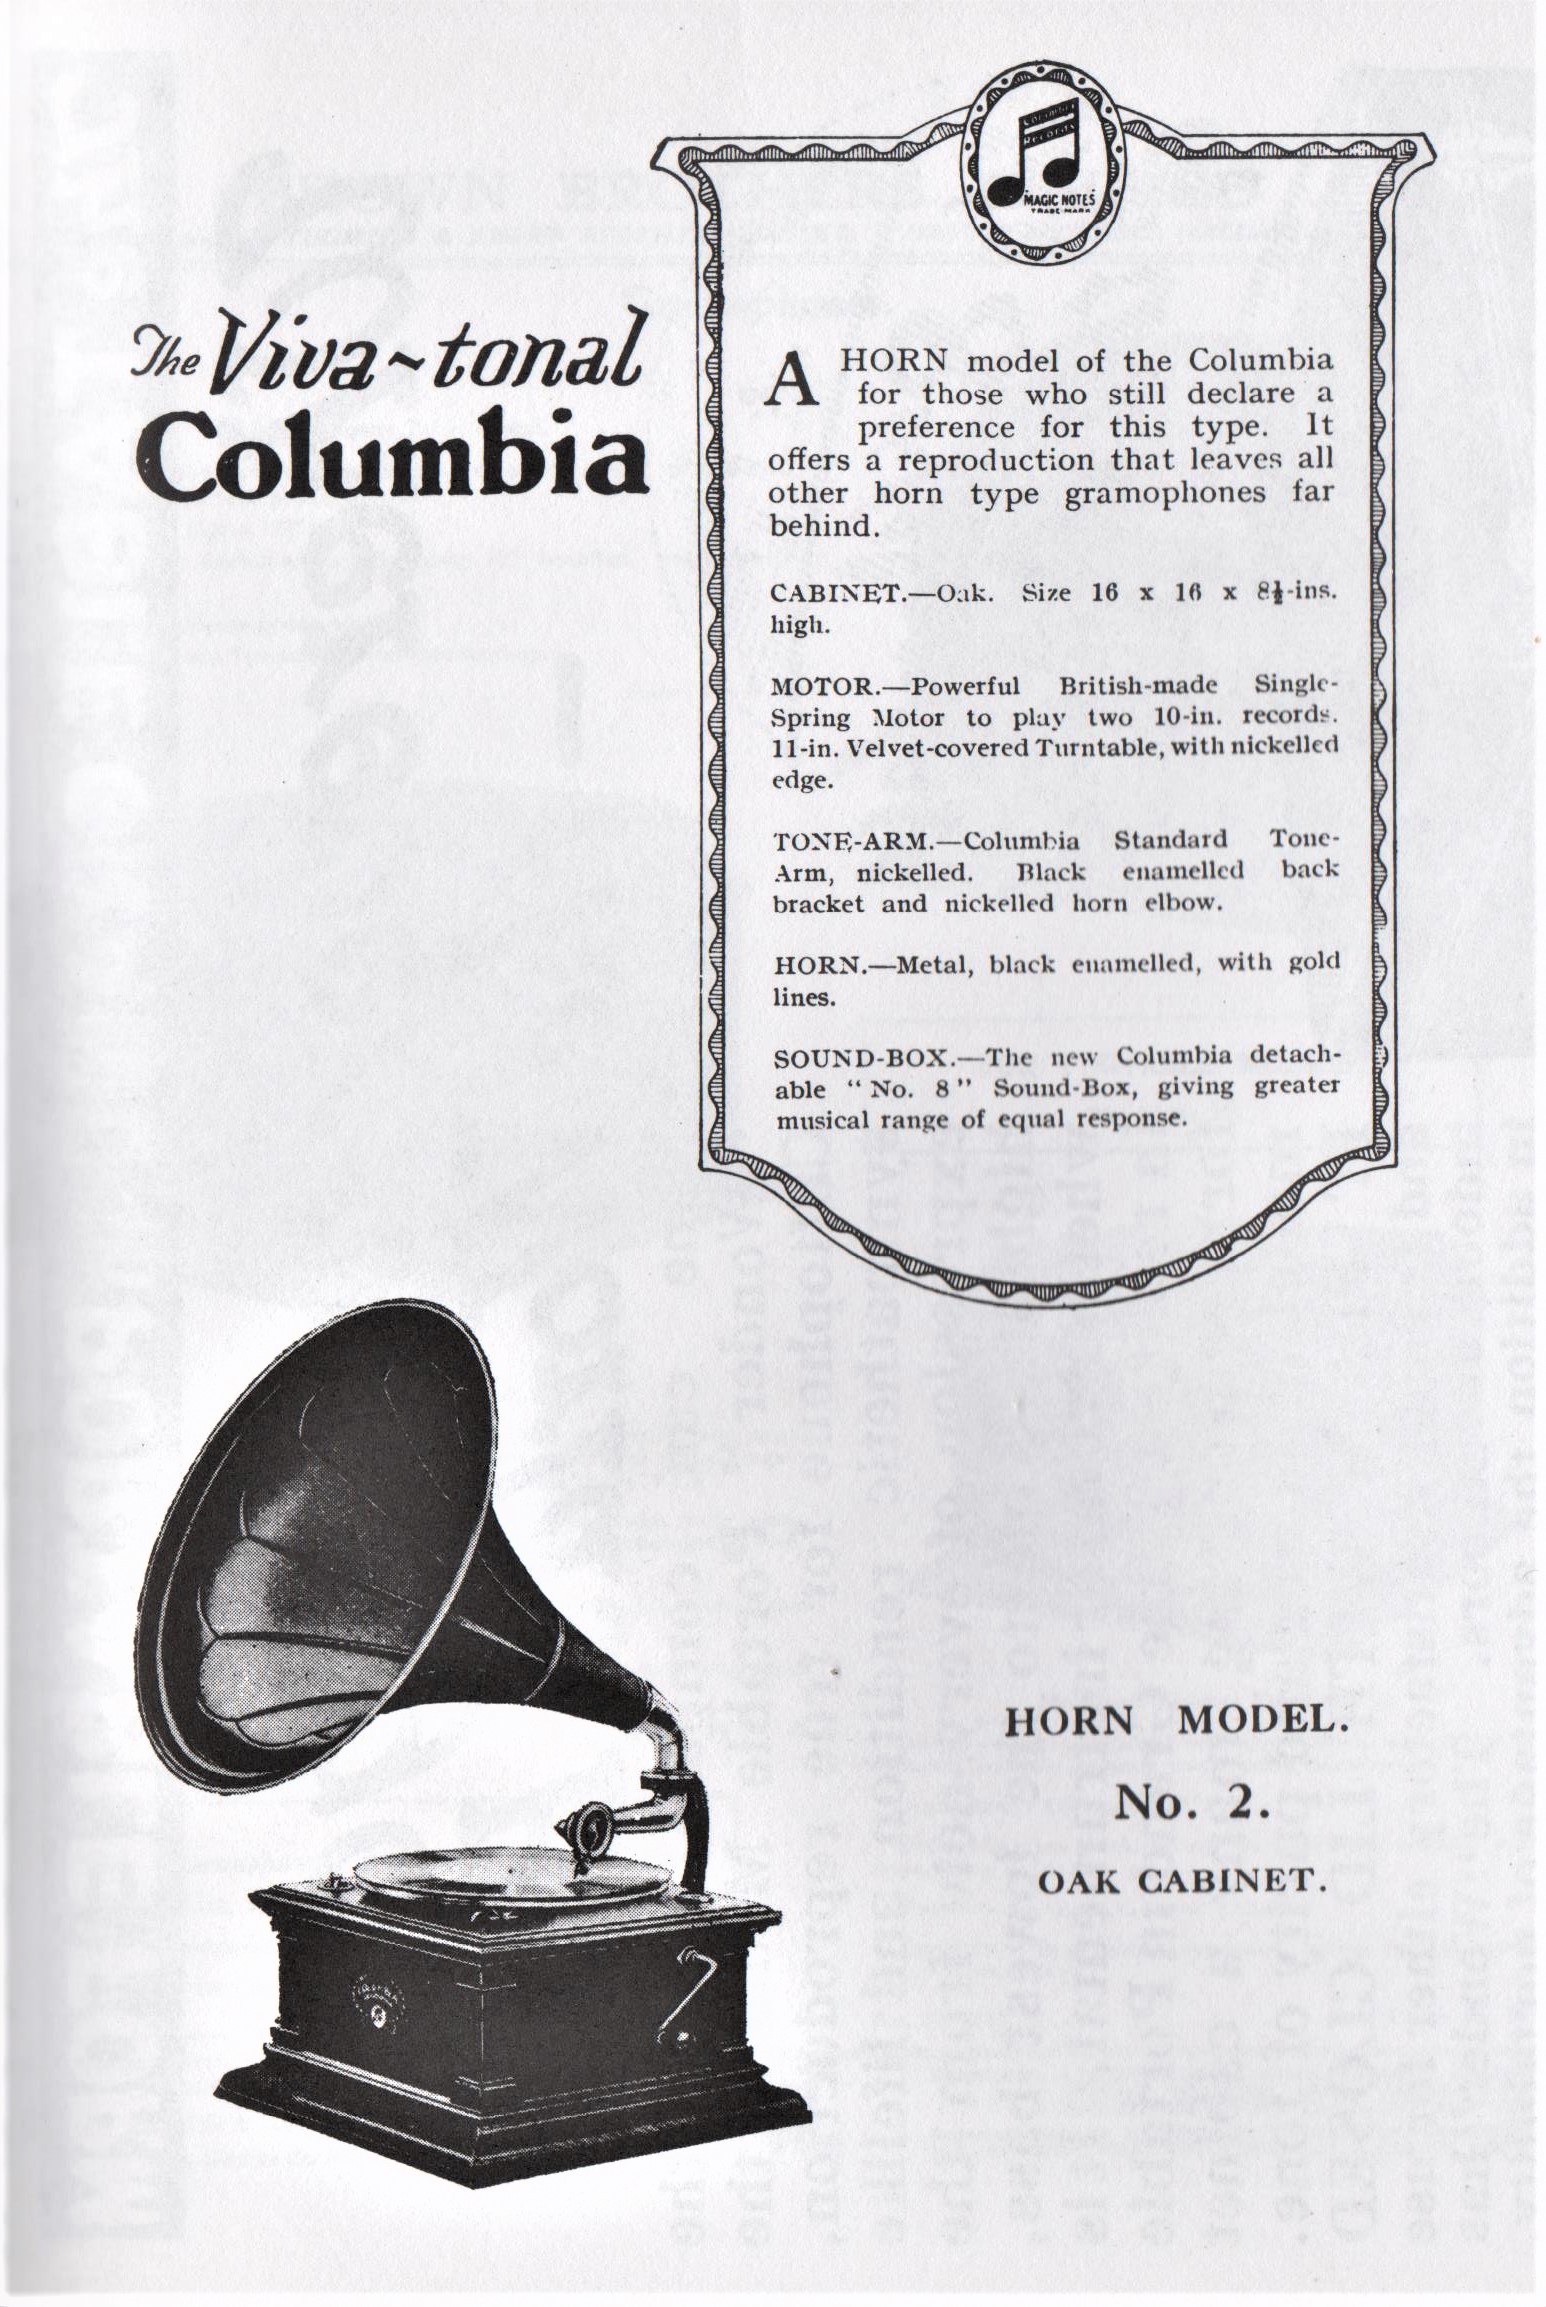 Columbia
Records
"MAGIC NOTES"
TRADE-MARK
The Viva~tonal
Columbia
A HORN model of the Columbia
for those who still declare a
preference for this type. It
offers a reproduction that leaves all
other horn type gramophones far
behind.
CABINET.—Oak. Size 16 x 16 x 8½-ins.
high.
MOTOR.—Powerful British-made Single-
Spring Motor to play two 10-in. records.
11-in. Velvet-covered Turntable, with nickelled
edge.
TONE-ARM.—Columbia Standard Tone-
Arm, nickelled. Black enamelled back
bracket and nickelled horn elbow.
HORN.—Metal, black enamelled, with gold
lines.
SOUND-BOX.—The new Columbia detach-
able "No. 8" Sound-Box, giving greater
musical range of equal response.
HORN MODEL.
No. 2.
OAK CABINET.